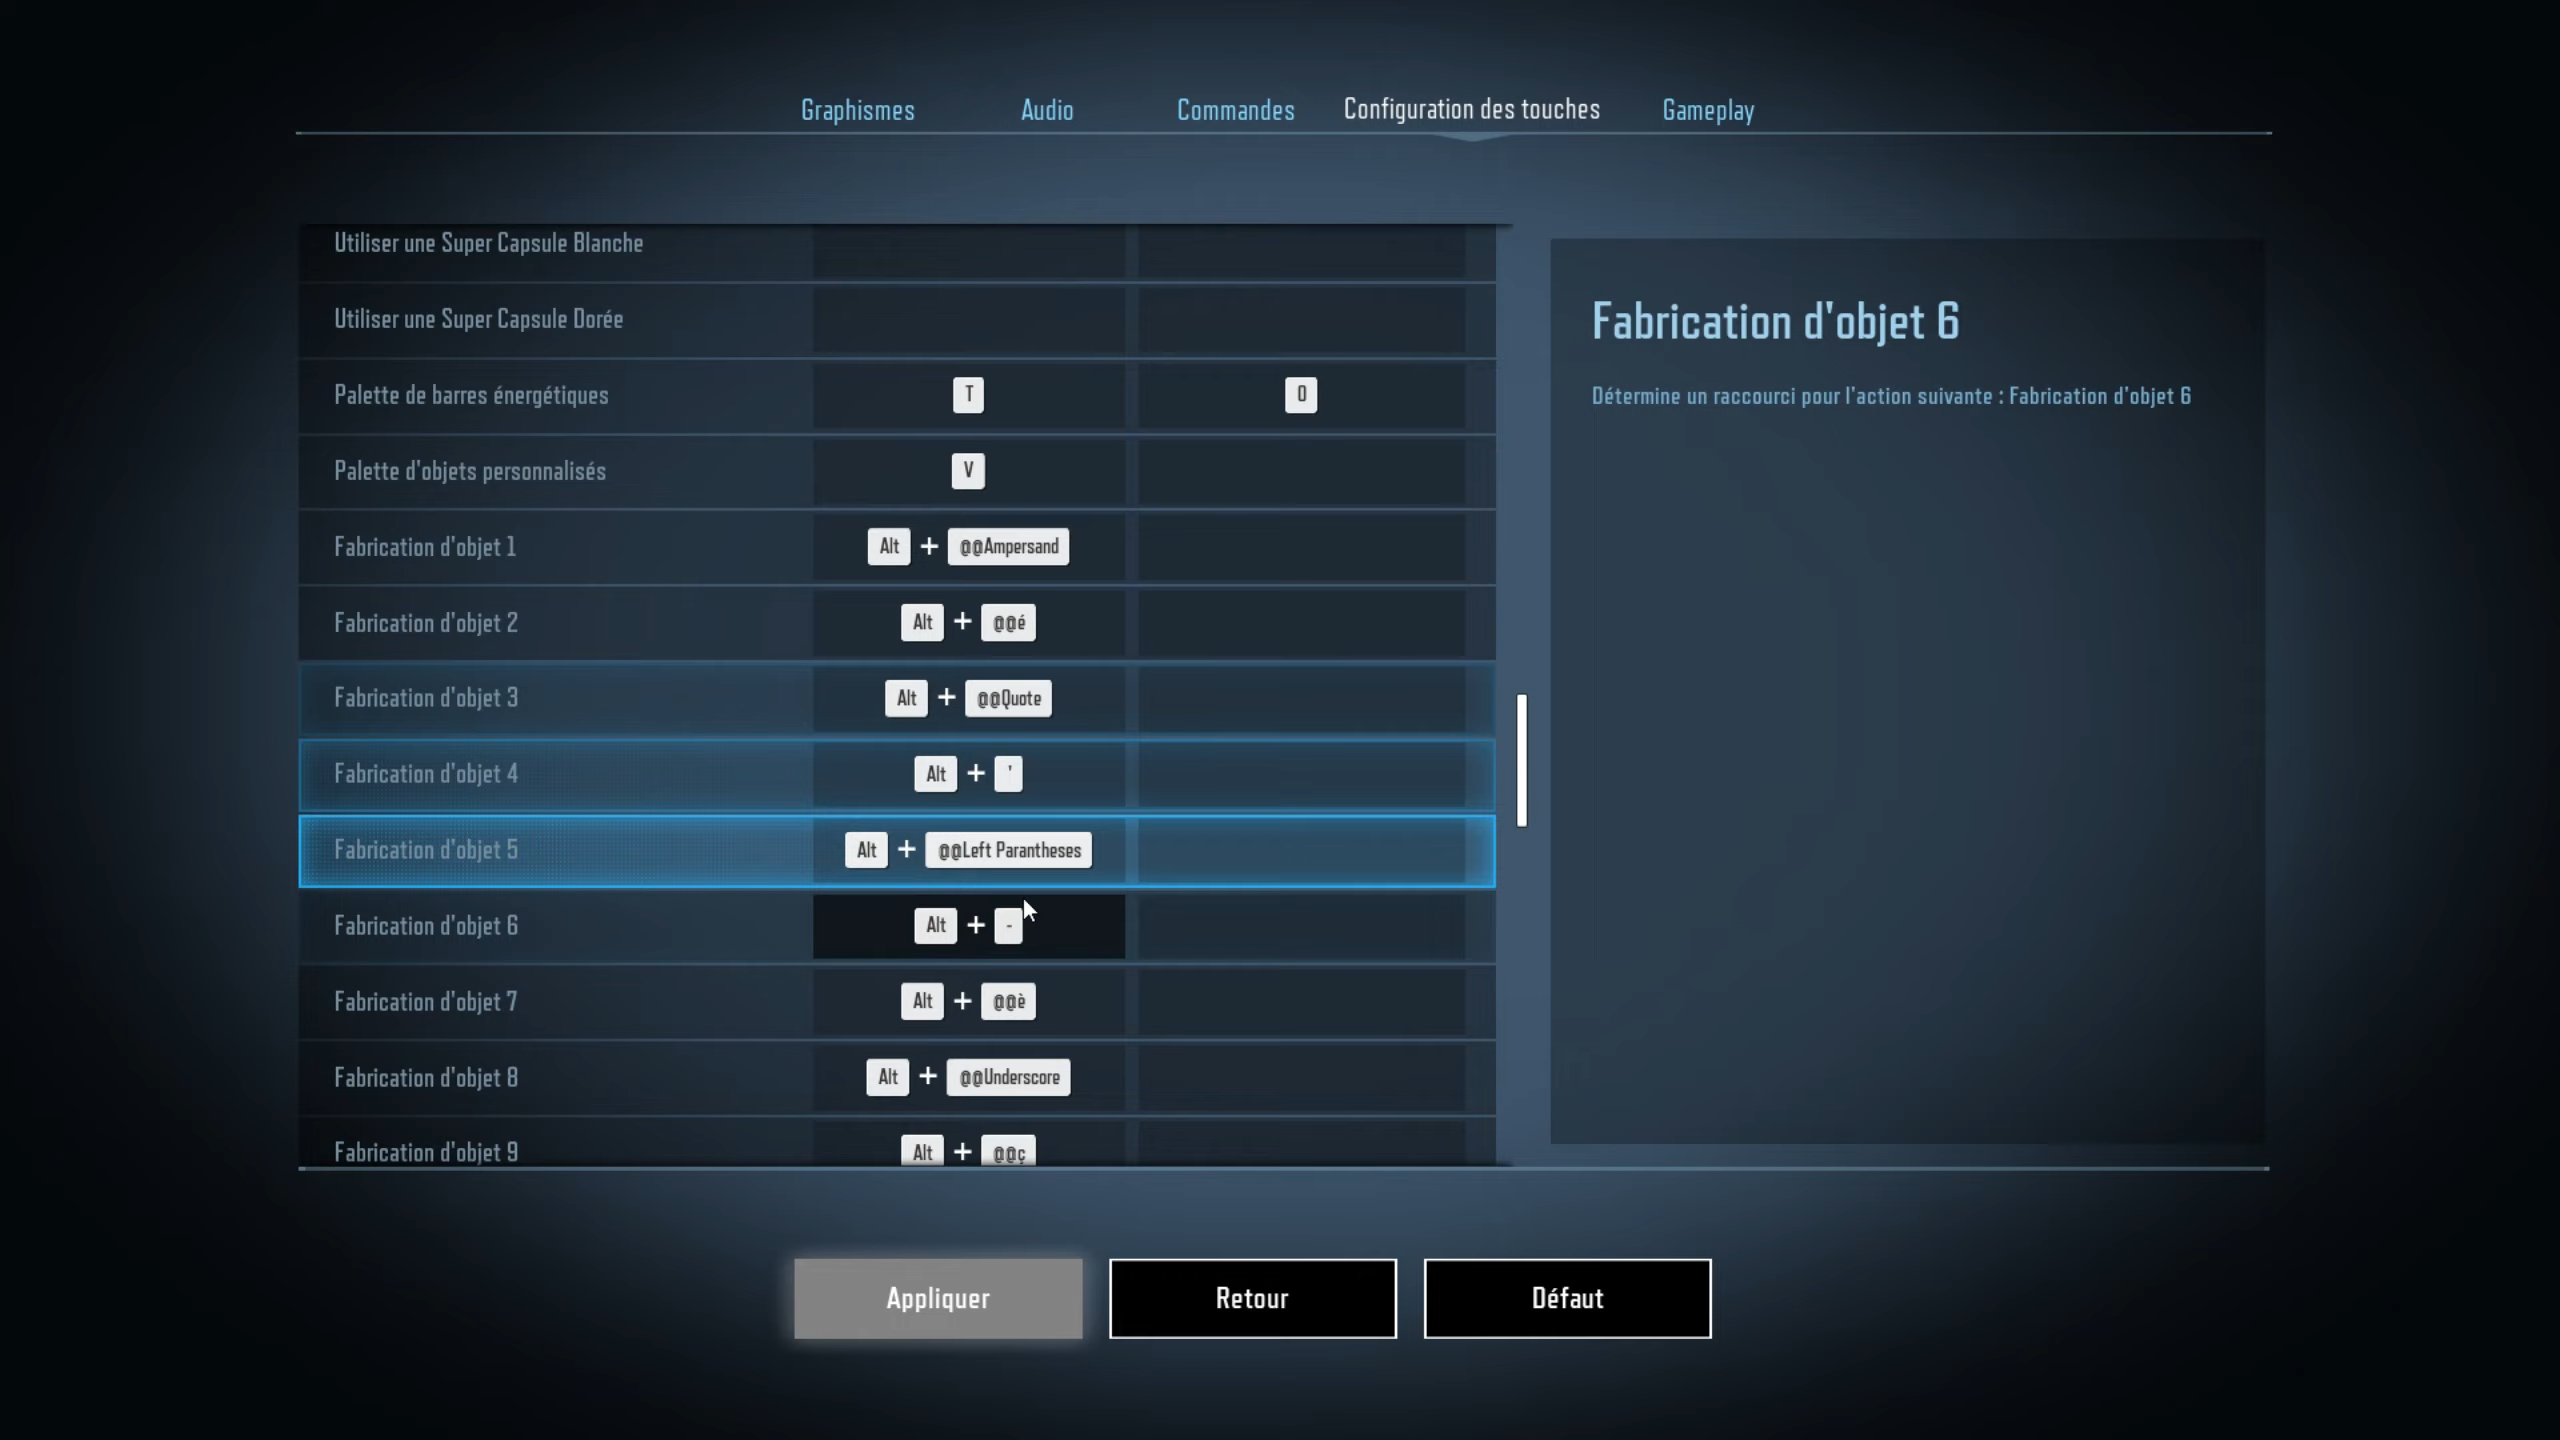 Graphismes Audio Commandes Configuration des touches Gameplay
Utiliser une Super Capsule Blanche
Utiliser une Super Capsule Dorée
Palette de barres énergétiques T O
Palette d'objets personnalisés V
Fabrication d'objet 1 Alt + @@Ampersand
Fabrication d'objet 2 Alt + @@é
Fabrication d'objet 3 Alt + @@Quote
Fabrication d'objet 4 Alt + '
Fabrication d'objet 5 Alt + @@Left Parantheses
Fabrication d'objet 6 Alt + -
Fabrication d'objet 7 Alt + @@è
Fabrication d'objet 8 Alt + @@Underscore
Fabrication d'objet 9 Alt + @@ç
Fabrication d'objet 6
Détermine un raccourci pour l'action suivante : Fabrication d'objet 6
Appliquer Retour Défaut